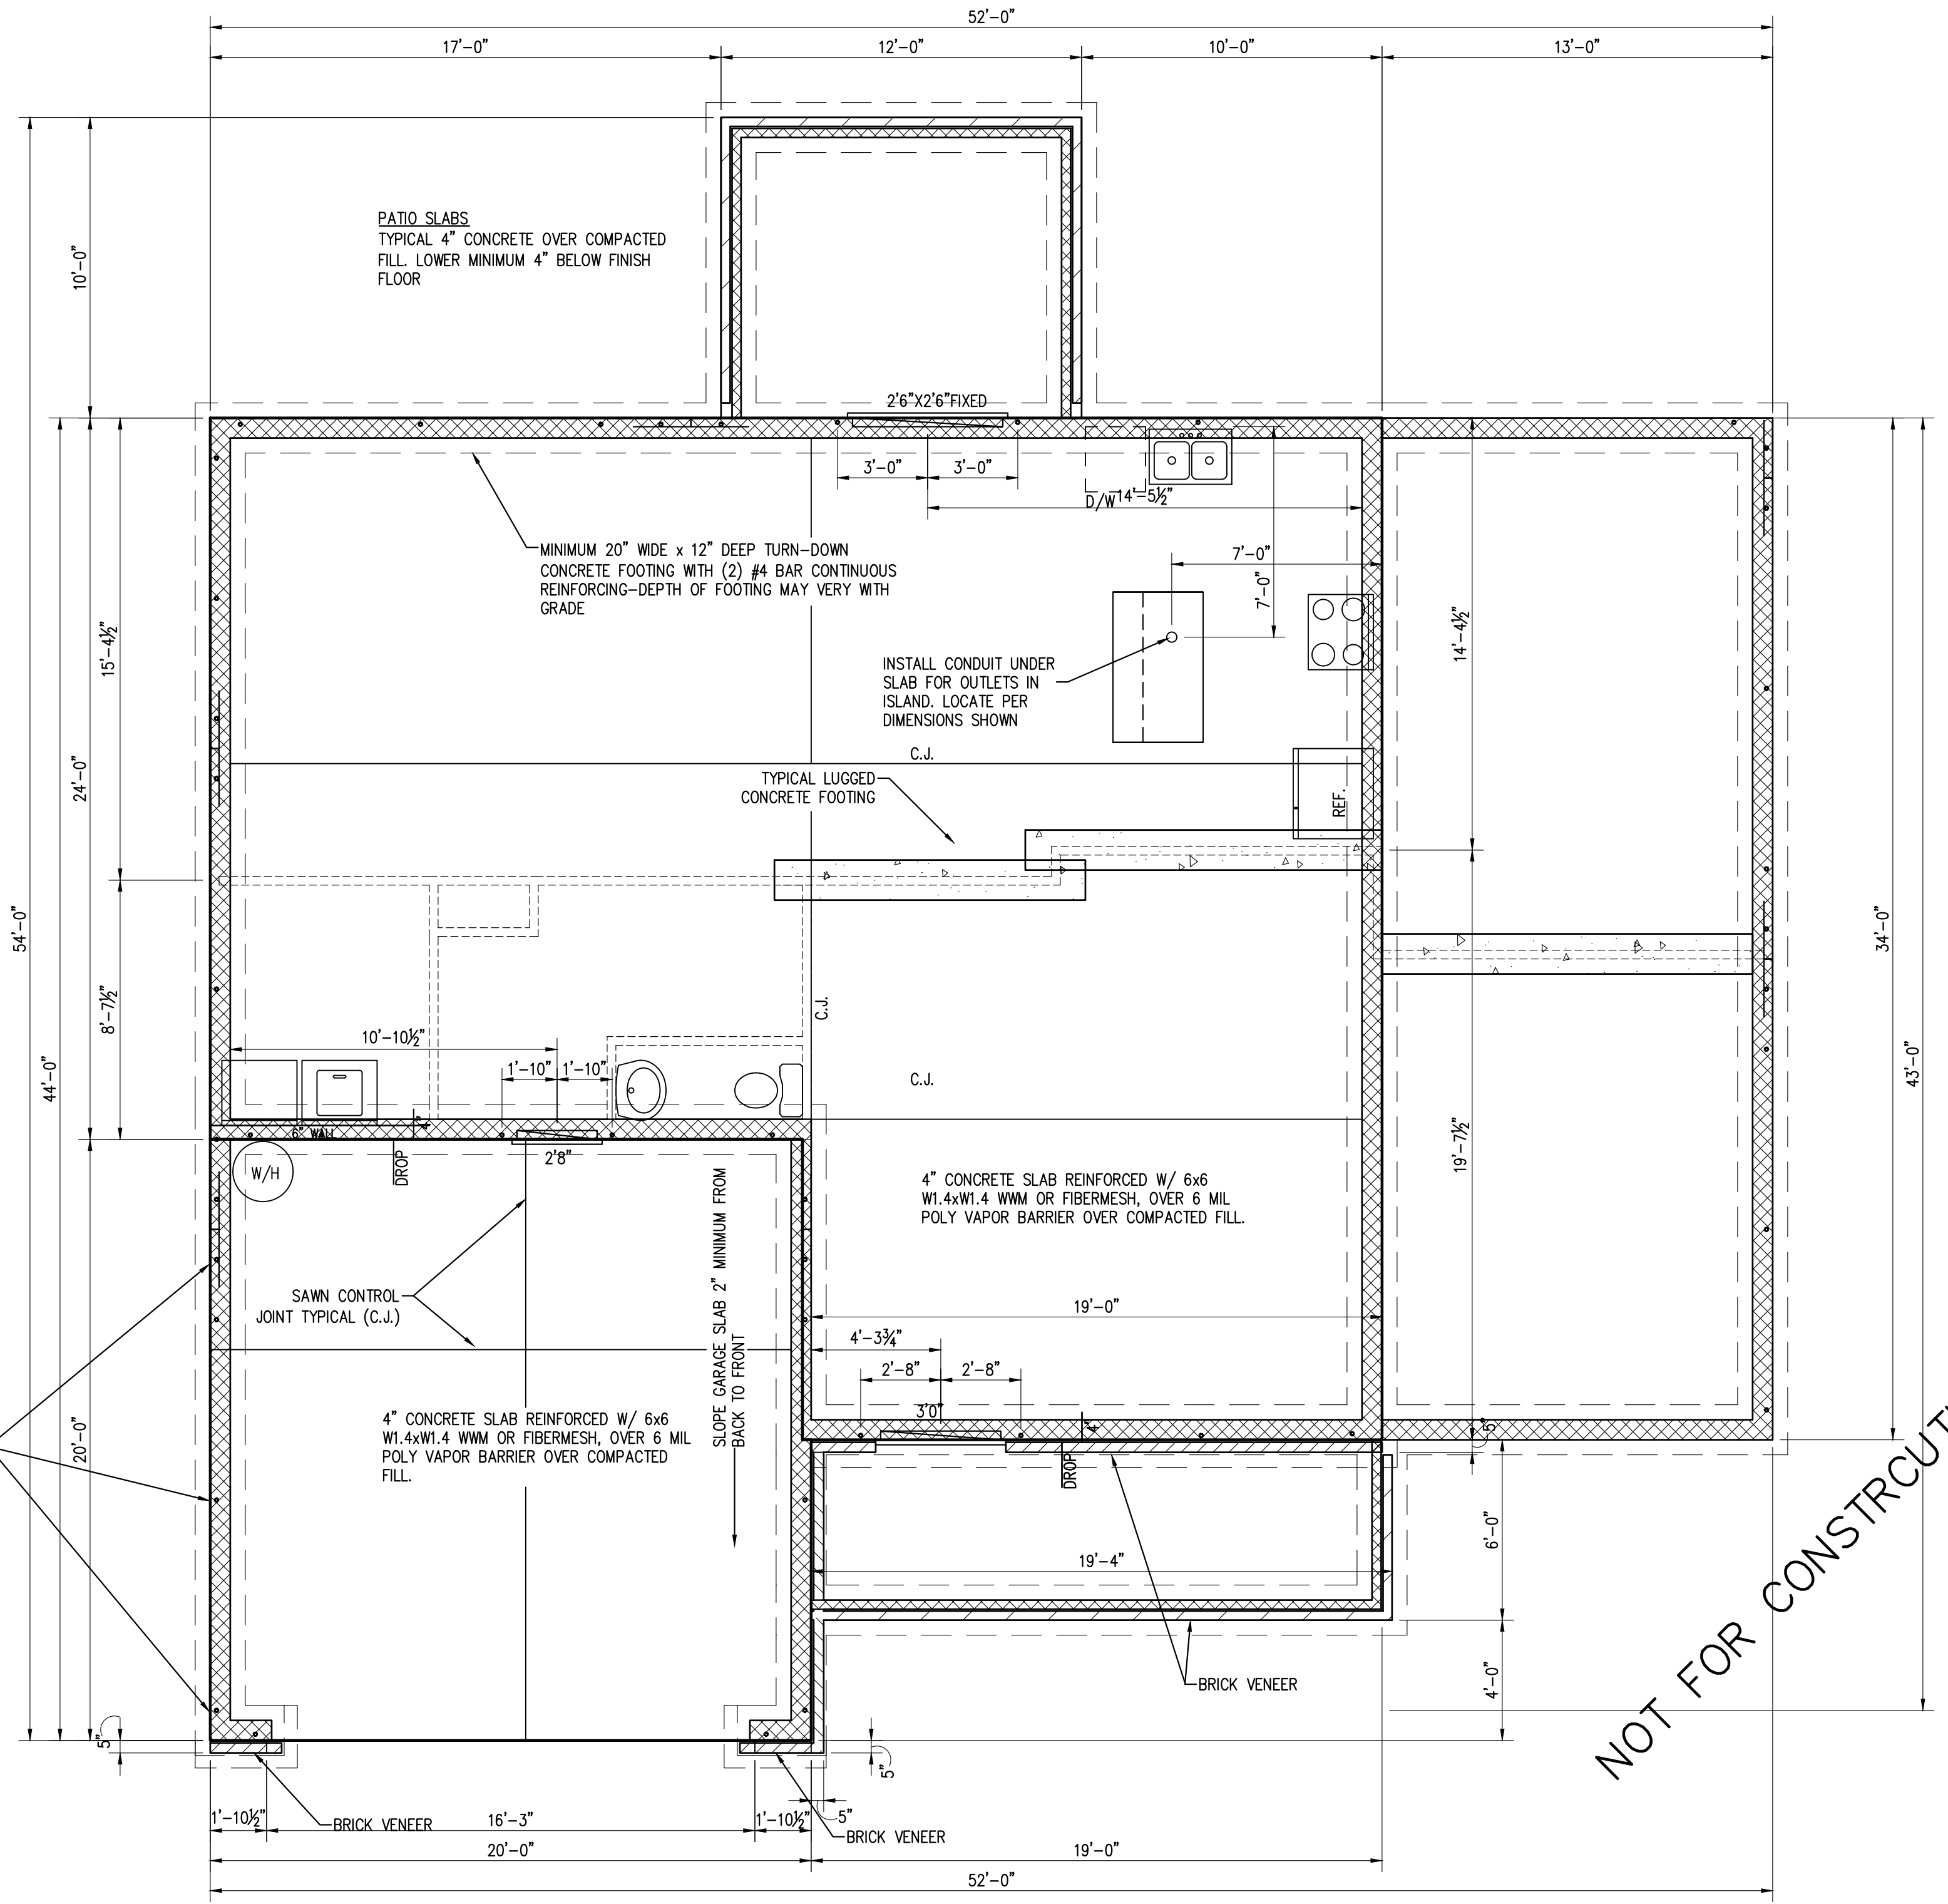 52'-0"
17'-0" 12'-0" 10'-0" 13'-0"
PATIO SLABS
TYPICAL 4" CONCRETE OVER COMPACTED
FILL. LOWER MINIMUM 4" BELOW FINISH
FLOOR
10'-0"
2'6"X2'6"FIXED
3'-0" 3'-0"
D/W
14'-5½"
MINIMUM 20" WIDE x 12" DEEP TURN-DOWN
CONCRETE FOOTING WITH (2) #4 BAR CONTINUOUS
REINFORCING-DEPTH OF FOOTING MAY VERY WITH
GRADE
7'-0"
7'-0"
15'-4½"
14'-4½"
INSTALL CONDUIT UNDER
SLAB FOR OUTLETS IN
ISLAND. LOCATE PER
DIMENSIONS SHOWN
24'-0"
C.J.
TYPICAL LUGGED
CONCRETE FOOTING
REF.
54'-0"
34'-0"
8'-7½"
C.J.
10'-10½"
44'-0"
43'-0"
1'-10" 1'-10"
C.J.
4"
6" WALL
2'8"
DROP
W/H
19'-7½"
4" CONCRETE SLAB REINFORCED W/ 6x6
W1.4xW1.4 WWM OR FIBERMESH, OVER 6 MIL
POLY VAPOR BARRIER OVER COMPACTED FILL.
SLOPE GARAGE SLAB 2" MINIMUM FROM
BACK TO FRONT
SAWN CONTROL
JOINT TYPICAL (C.J.)
19'-0"
4'-3¾"
2'-8" 2'-8"
3'0"
4"
5"
20'-0"
4" CONCRETE SLAB REINFORCED W/ 6x6
W1.4xW1.4 WWM OR FIBERMESH, OVER 6 MIL
POLY VAPOR BARRIER OVER COMPACTED
FILL.
DROP
6'-0"
19'-4"
4'-0"
BRICK VENEER
NOT FOR CONSTRCUT
5"
5"
1'-10½" 16'-3" 1'-10½" 5"
BRICK VENEER
BRICK VENEER
20'-0" 19'-0"
52'-0"